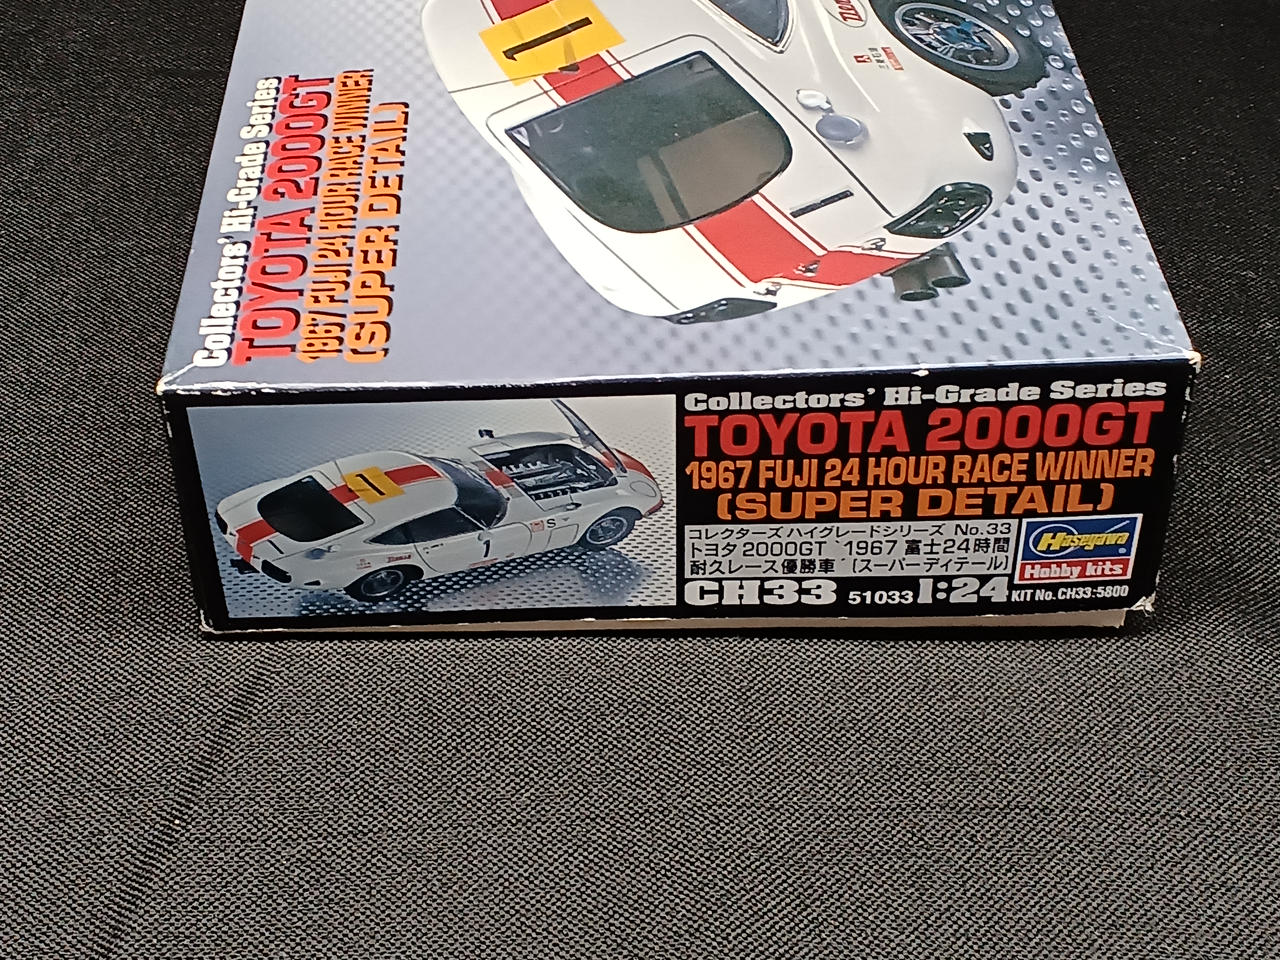 Collectors' Hi-Grade Series
TOYOTA 2000GT
1967 FUJI 24 HOUR RACE WINNER
(SUPER DETAIL)
1
1
Collectors' Hi-Grade Series
TOYOTA 2000GT
1967 FUJI 24 HOUR RACE WINNER
(SUPER DETAIL)
コレクターズ ハイグレードシリーズ No.33
トヨタ 2000GT "1967 富士24時間
耐久レース優勝車"(スーパーディテール)
CH33 51033 1:24
Hasegawa
Hobby kits
KIT No. CH33:5800
1
1
S